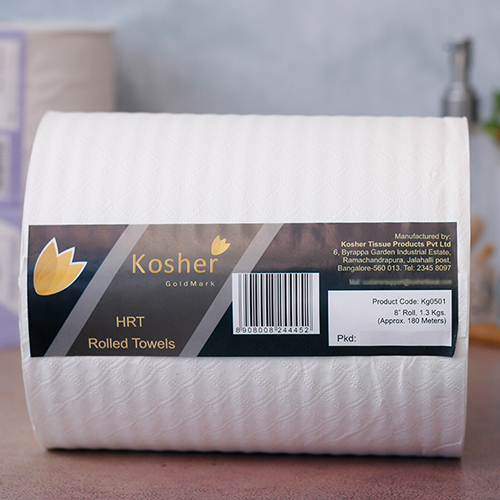 Kosher
GoldMark
HRT
Rolled Towels
8908008244452
Manufactured by:
Kosher Tissue Products Pvt Ltd
6, Byrappa Garden Industrial Estate,
Ramachandrapura, Jalahalli post,
Bangalore-560 013. Tel: 2345 8097
Product Code: Kg0501
8" Roll, 1.3 Kgs.
(Approx. 180 Meters)
Pkd: